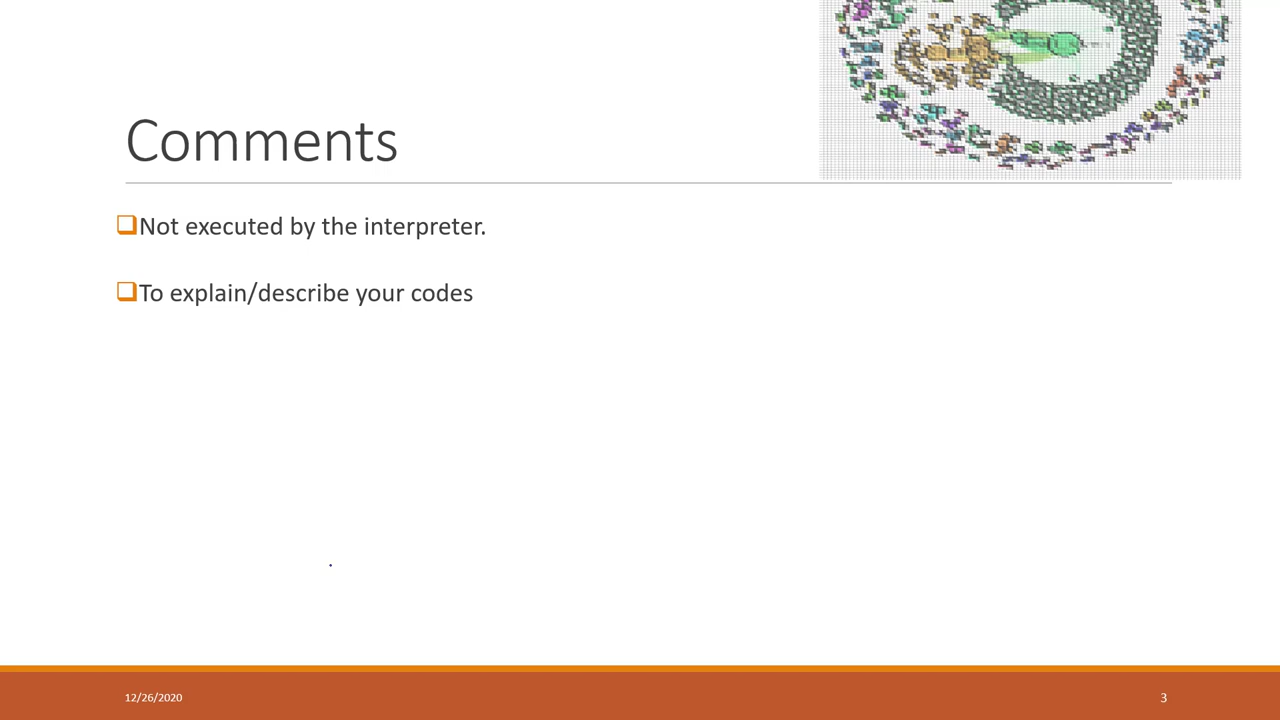 Comments
Not executed by the interpreter.
To explain/describe your codes
12/26/2020
3